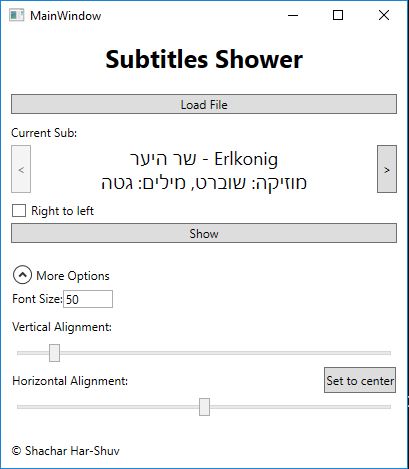 MainWindow
Subtitles Shower
Load File
Current Sub:
<
שר היער - Erlkonig
מוזיקה: שוברט, מילים: גטה
>
Right to left
Show
More Options
Font Size: 50
Vertical Alignment:
Horizontal Alignment:
Set to center
© Shachar Har-Shuv